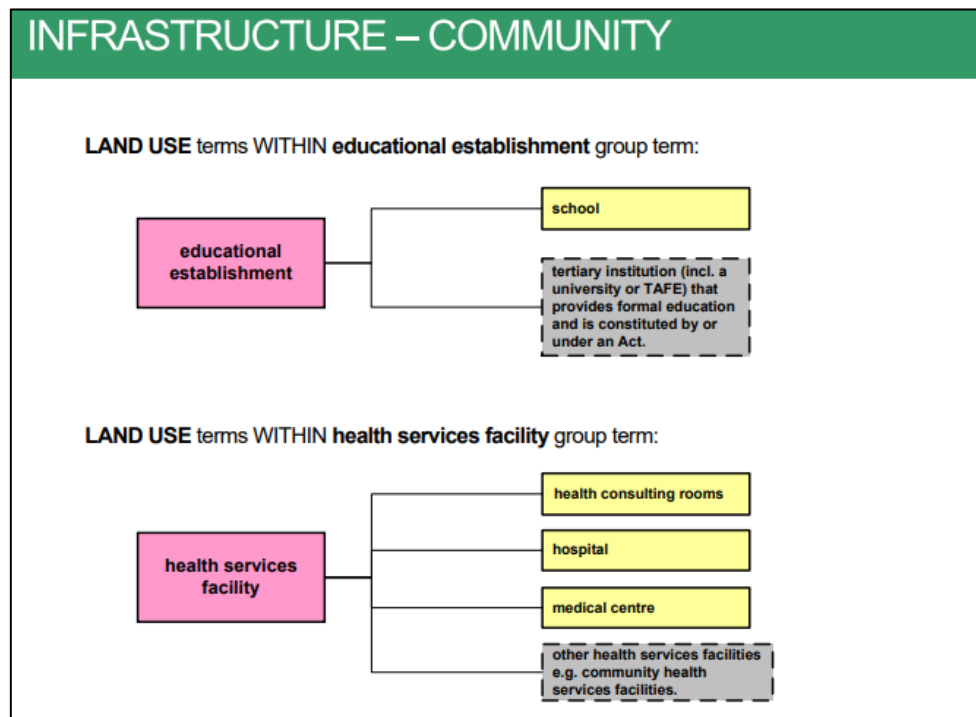 INFRASTRUCTURE – COMMUNITY
LAND USE terms WITHIN educational establishment group term:
educational
establishment
school
tertiary institution (incl. a
university or TAFE) that
provides formal education
and is constituted by or
under an Act.
LAND USE terms WITHIN health services facility group term:
health services
facility
health consulting rooms
hospital
medical centre
other health services facilities
e.g. community health
services facilities.